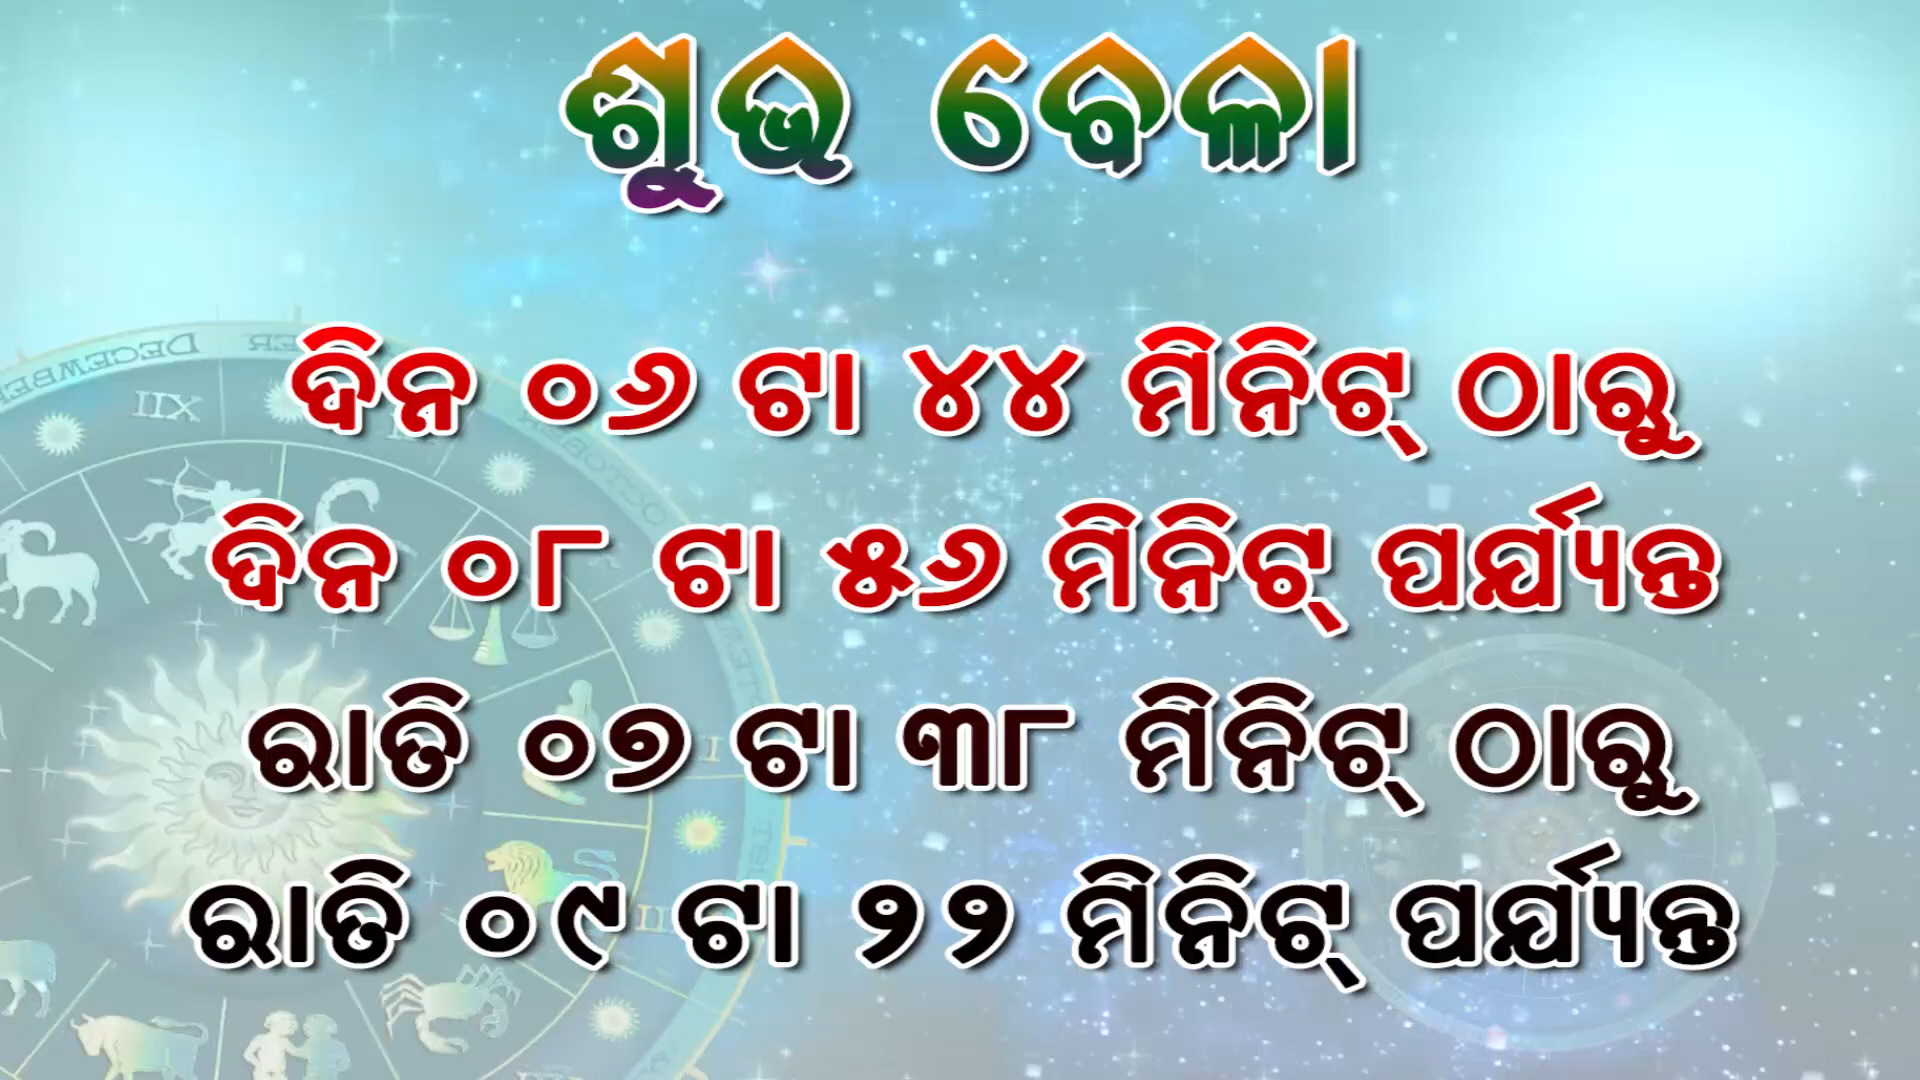 ଶୁଭ ବେଳା
ଦିନ ୦୬ ଟା ୪୪ ମିନିଟ୍ ଠାରୁ
ଦିନ ୦୮ ଟା ୫୬ ମିନିଟ୍ ପର୍ଯ୍ୟନ୍ତ
ରାତି ୦୭ ଟା ୩୮ ମିନିଟ୍ ଠାରୁ
ରାତି ୦୯ ଟା ୨୨ ମିନିଟ୍ ପର୍ଯ୍ୟନ୍ତ